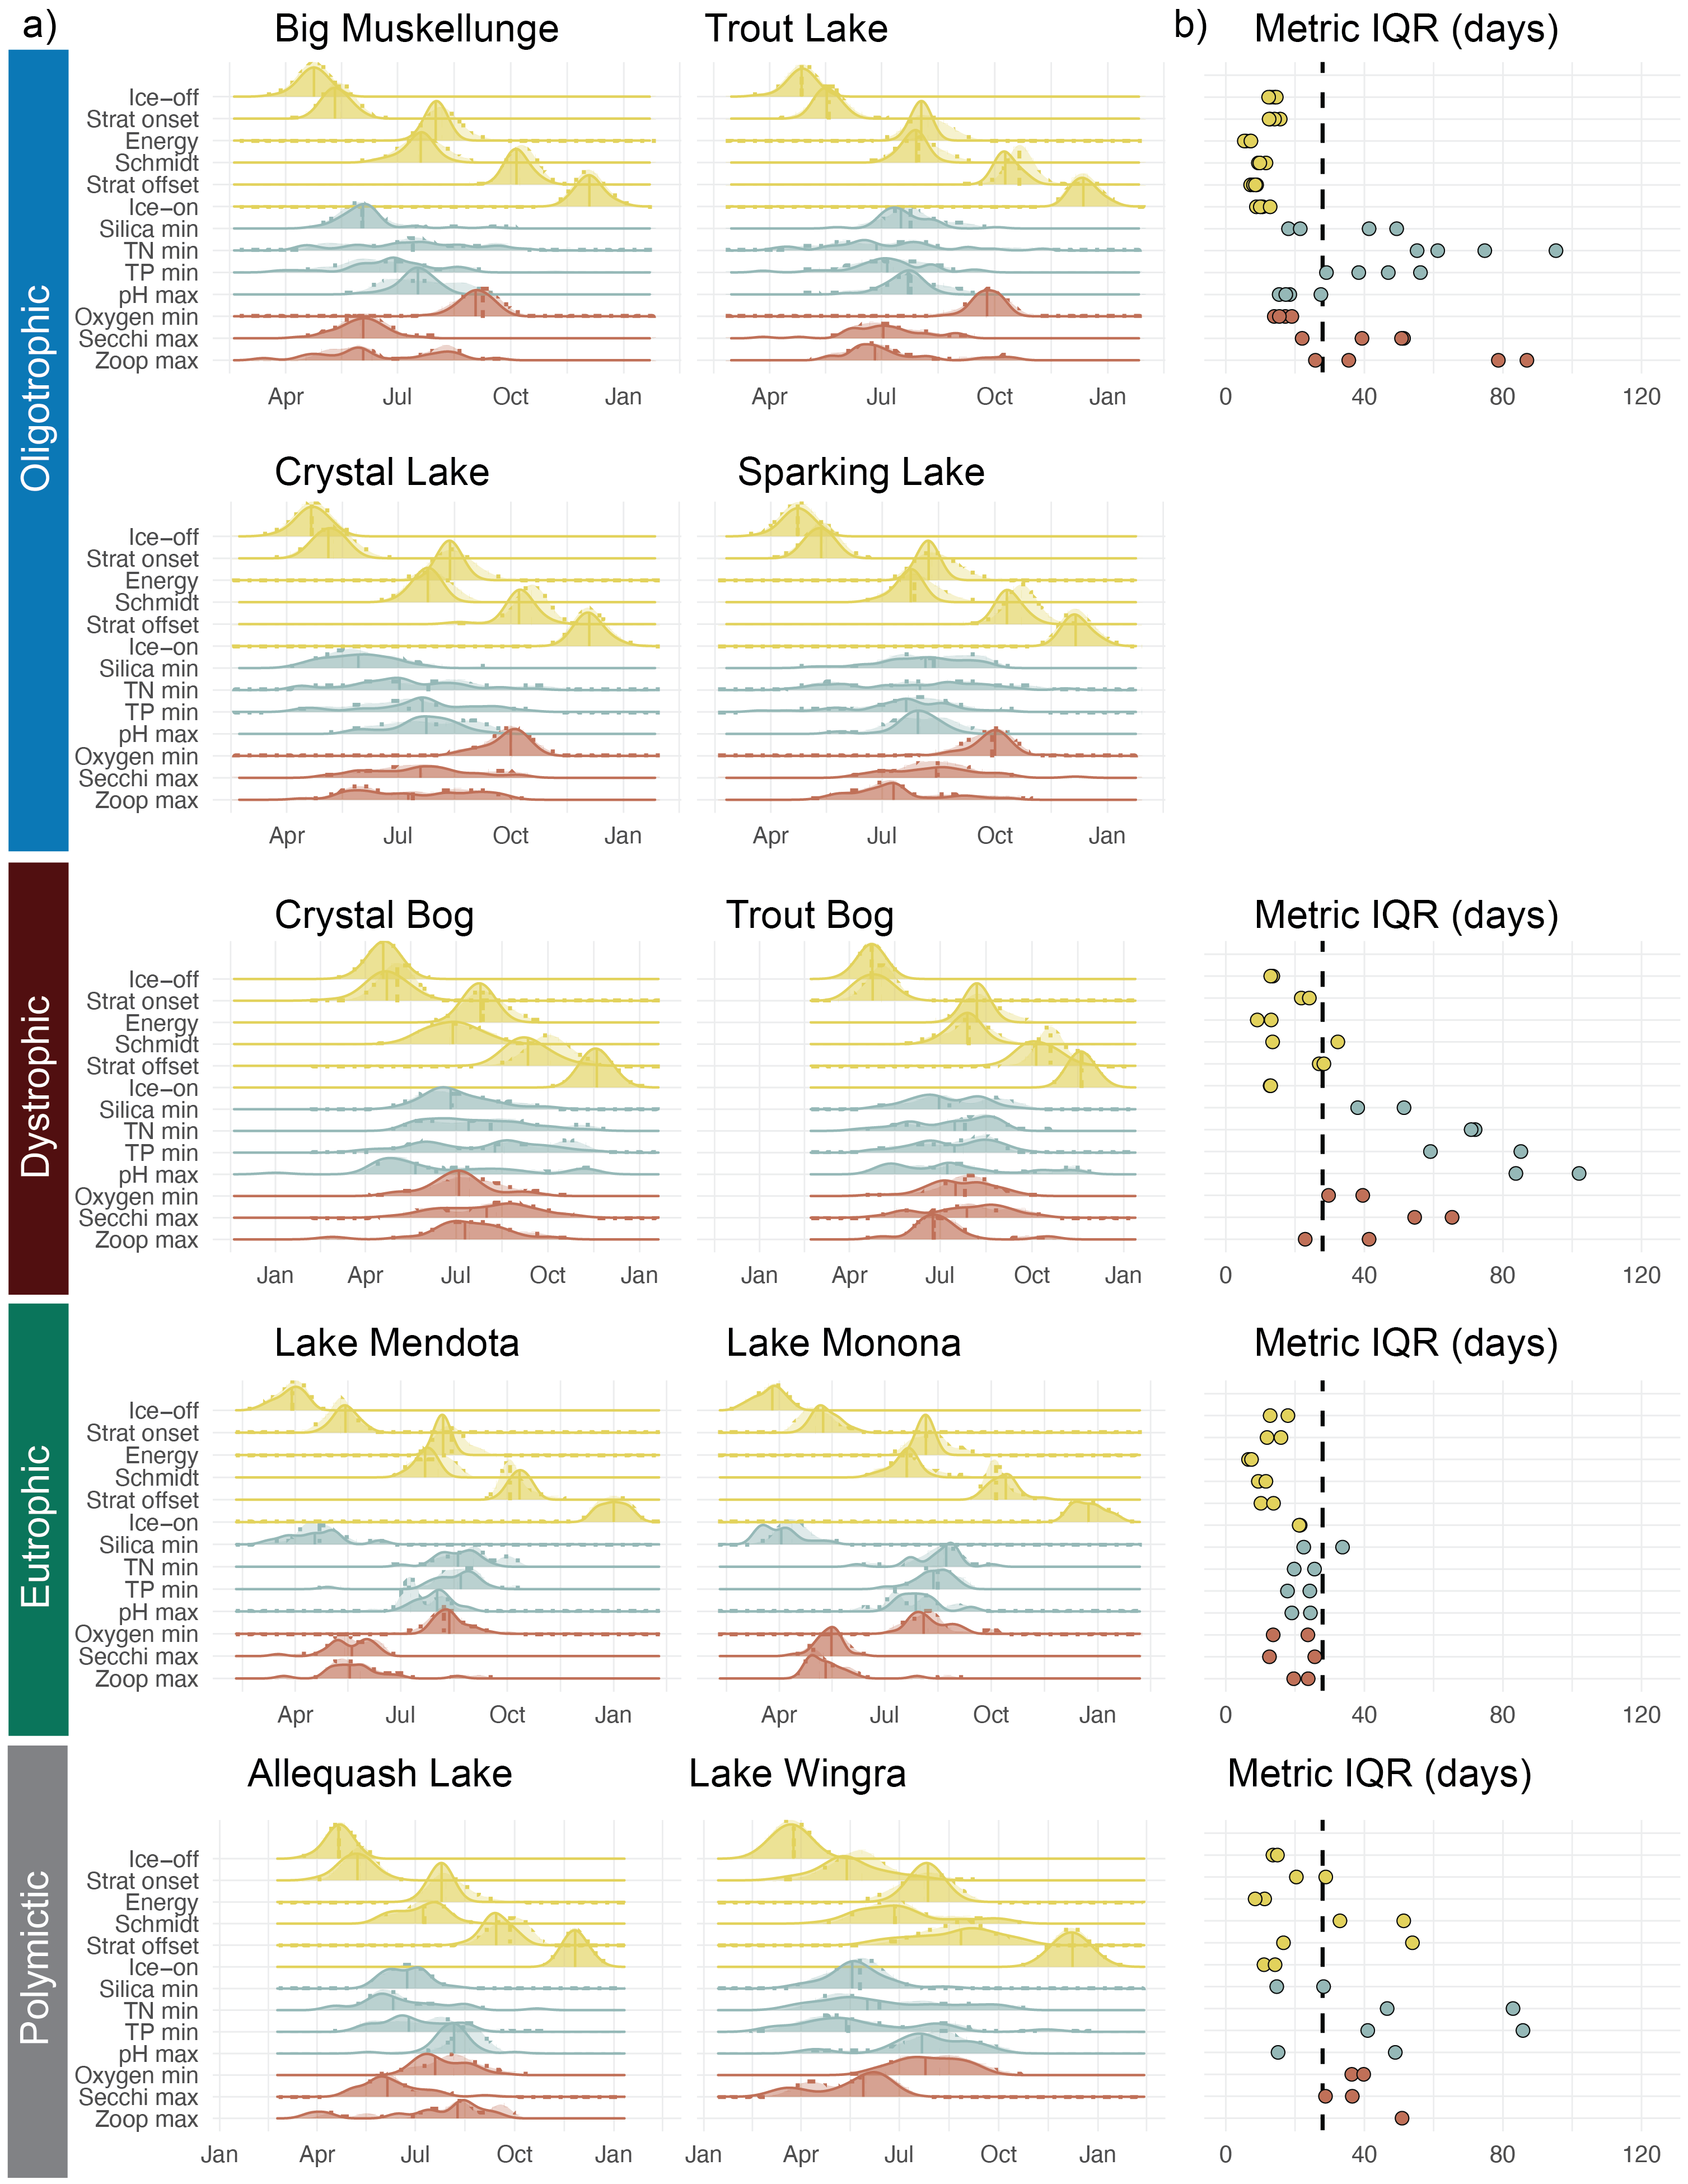 a)
Big Muskellunge
Trout Lake
b)
Metric IQR (days)
Oligotrophic
Ice−off
Strat onset
Energy
Schmidt
Strat offset
Ice−on
Silica min
TN min
TP min
pH max
Oxygen min
Secchi max
Zoop max
Apr Jul Oct Jan
Apr Jul Oct Jan
0 40 80 120
Crystal Lake
Sparking Lake
Ice−off
Strat onset
Energy
Schmidt
Strat offset
Ice−on
Silica min
TN min
TP min
pH max
Oxygen min
Secchi max
Zoop max
Apr Jul Oct Jan
Apr Jul Oct Jan
Dystrophic
Crystal Bog
Trout Bog
Metric IQR (days)
Ice−off
Strat onset
Energy
Schmidt
Strat offset
Ice−on
Silica min
TN min
TP min
pH max
Oxygen min
Secchi max
Zoop max
Jan Apr Jul Oct Jan
Jan Apr Jul Oct Jan
0 40 80 120
Eutrophic
Lake Mendota
Lake Monona
Metric IQR (days)
Ice−off
Strat onset
Energy
Schmidt
Strat offset
Ice−on
Silica min
TN min
TP min
pH max
Oxygen min
Secchi max
Zoop max
Apr Jul Oct Jan
Apr Jul Oct Jan
0 40 80 120
Polymictic
Allequash Lake
Lake Wingra
Metric IQR (days)
Ice−off
Strat onset
Energy
Schmidt
Strat offset
Ice−on
Silica min
TN min
TP min
pH max
Oxygen min
Secchi max
Zoop max
Jan Apr Jul Oct Jan
Jan Apr Jul Oct Jan
0 40 80 120